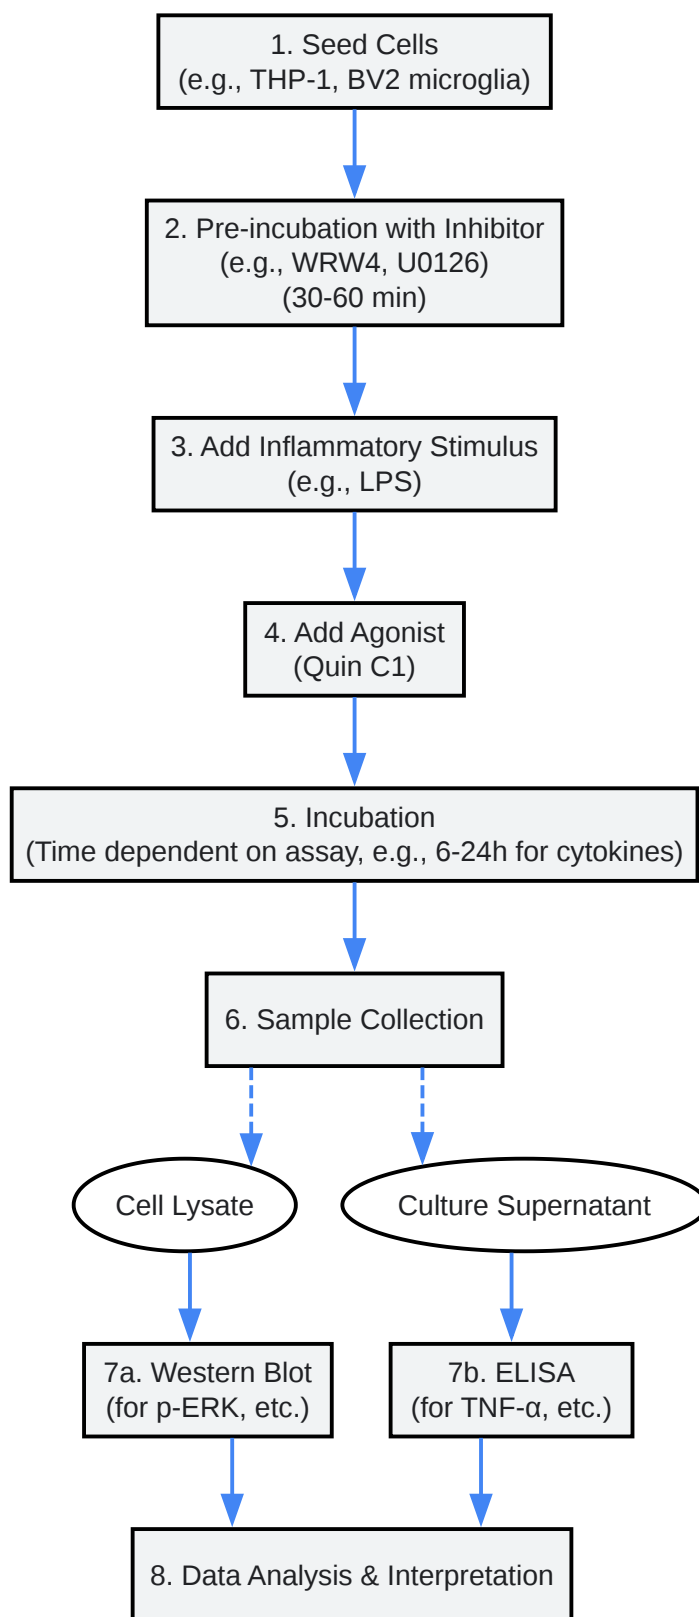 1. Seed Cells
(e.g., THP-1, BV2 microglia)
2. Pre-incubation with Inhibitor
(e.g., WRW4, U0126)
(30-60 min)
3. Add Inflammatory Stimulus
(e.g., LPS)
4. Add Agonist
(Quin C1)
5. Incubation
(Time dependent on assay, e.g., 6-24h for cytokines)
6. Sample Collection
Cell Lysate
Culture Supernatant
7a. Western Blot
(for p-ERK, etc.)
7b. ELISA
(for TNF-α, etc.)
8. Data Analysis & Interpretation